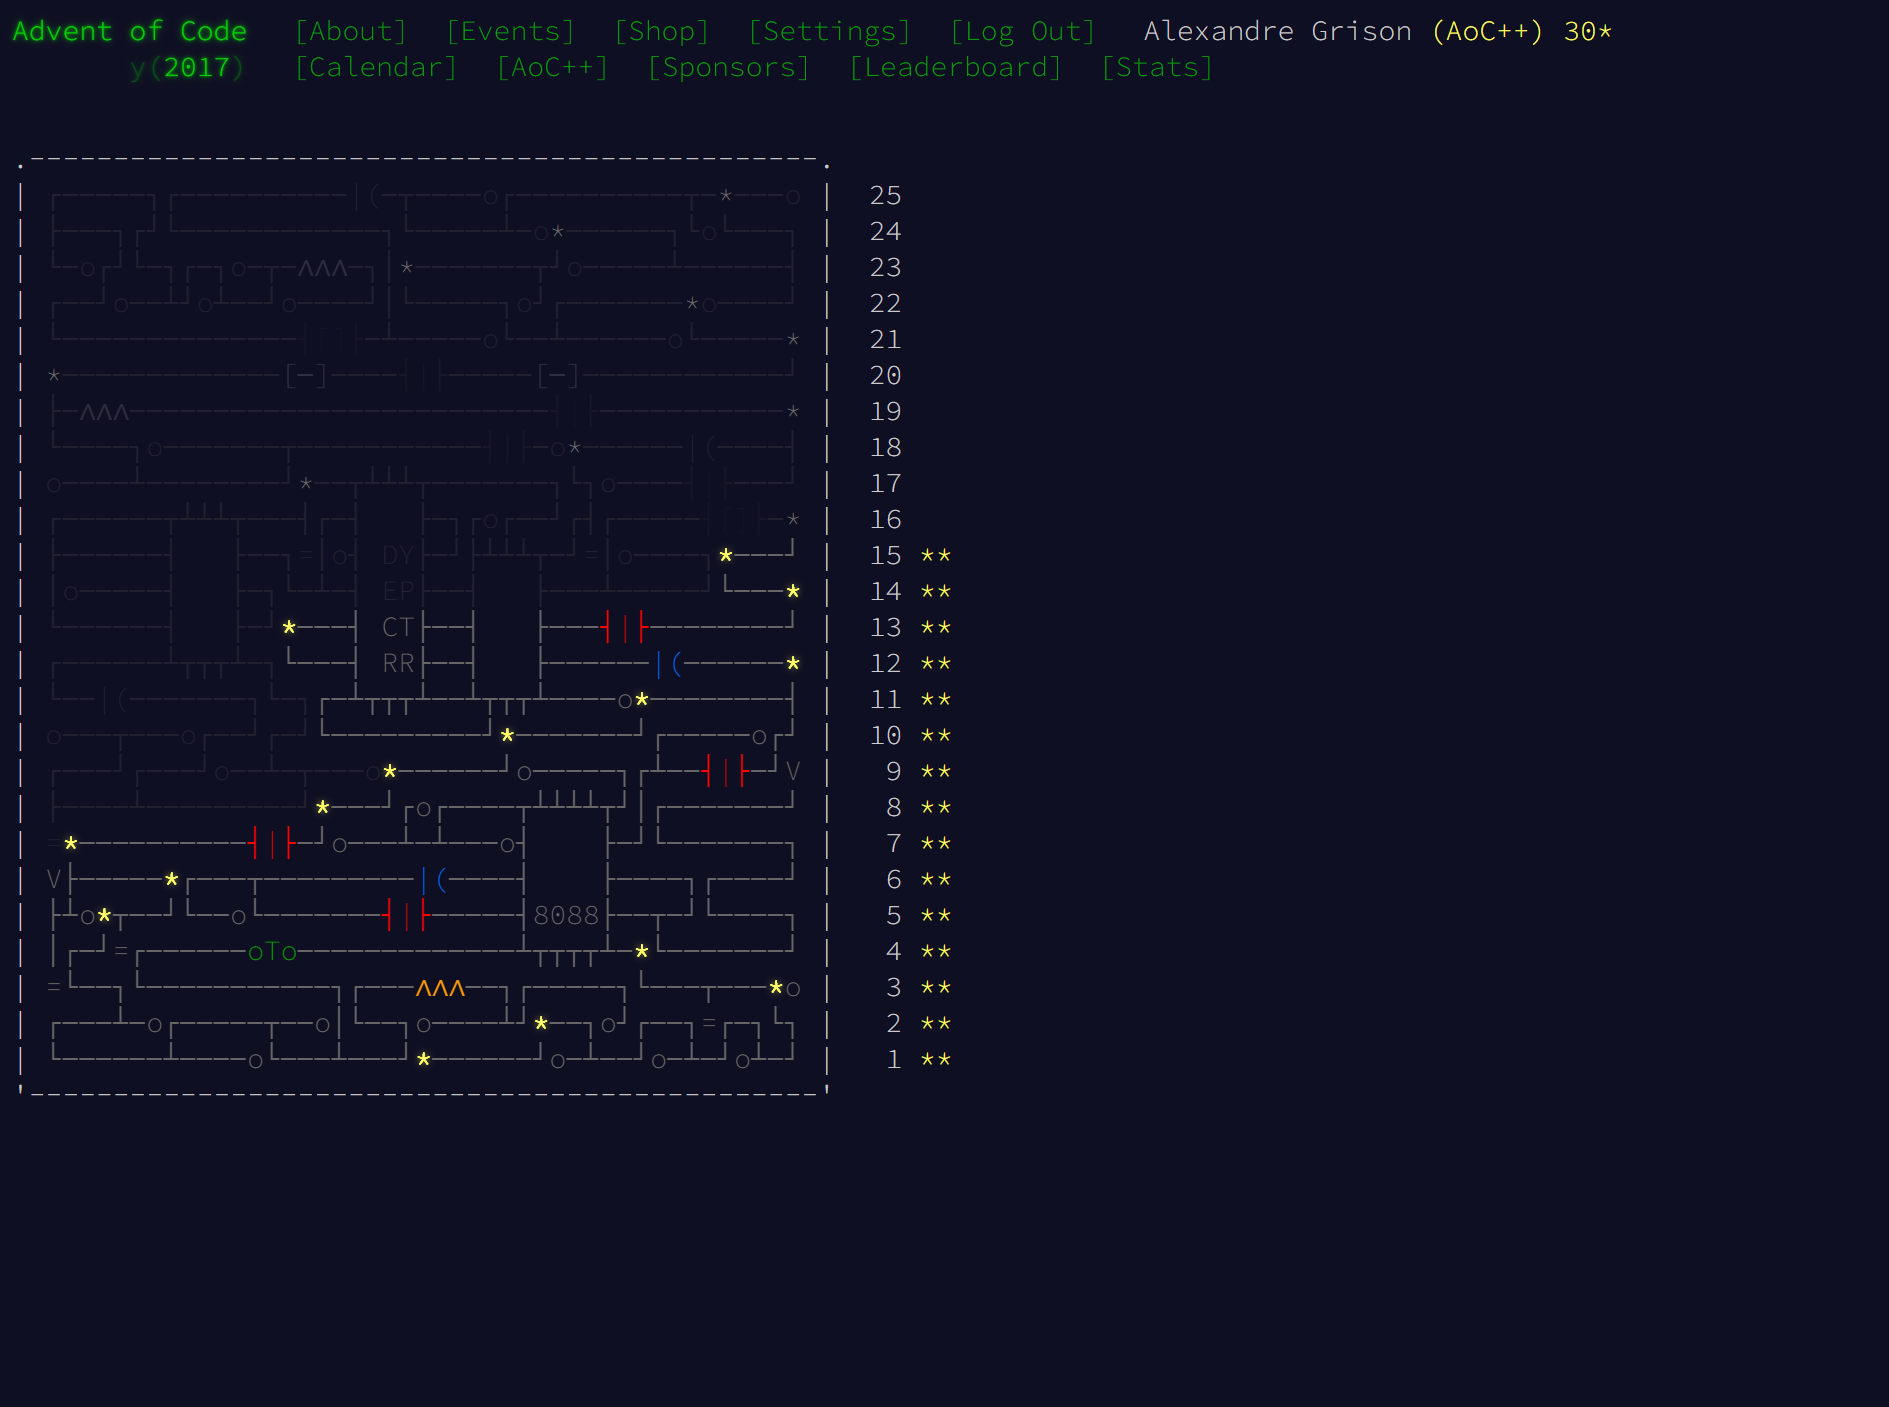 Advent of Code [About] [Events] [Shop] [Settings] [Log Out] Alexandre Grison (AoC++) 30*
y(2017) [Calendar] [AoC++] [Sponsors] [Leaderboard] [Stats]
25
24
23
22
21
20
19
18
17
16
DY 15 **
EP 14 **
CT 13 **
RR 12 **
11 **
10 **
V 9 **
8 **
7 **
V 6 **
8088 5 **
oTo 4 **
3 **
2 **
1 **